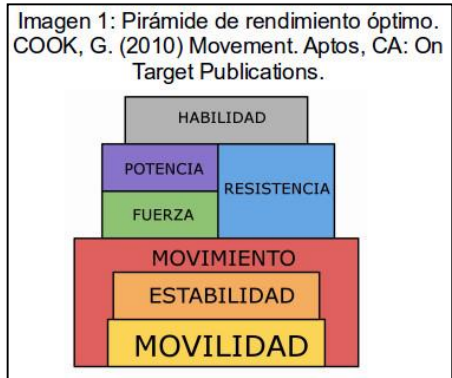 Imagen 1: Pirámide de rendimiento óptimo.
COOK, G. (2010) Movement. Aptos, CA: On
Target Publications.
HABILIDAD
POTENCIA
RESISTENCIA
FUERZA
MOVIMIENTO
ESTABILIDAD
MOVILIDAD